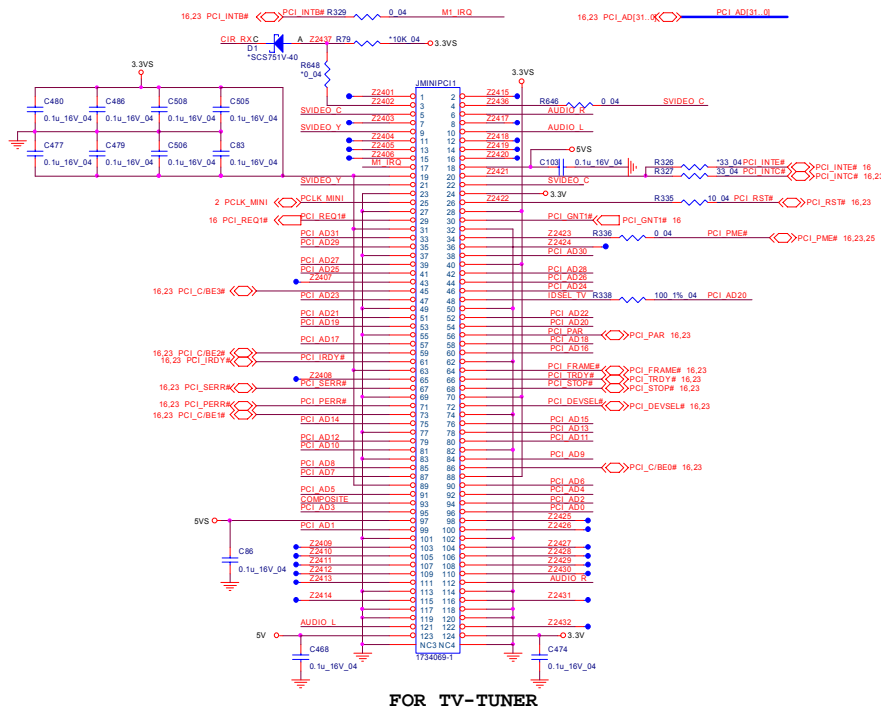 16,23 PCI_INTB# PCI_INTB# R329 0_04 M1_IRQ
16,23 PCI_AD[31..0] PCI_AD[31..0]
CIR_RX C A Z2437 R79 *10K_04 3.3VS
D1
*SCS751V-40
R648
*0_04
3.3VS
C480 C486 C508 C505
0.1u_16V_04 0.1u_16V_04 0.1u_16V_04 0.1u_16V_04
C477 C479 C506 C83
0.1u_16V_04 0.1u_16V_04 0.1u_16V_04 0.1u_16V_04
JMINIPCI1
3.3VS
Z2401 1 2 Z2415
Z2402 3 4 Z2436 R646 0_04 SVIDEO_C
SVIDEO_C 5 6 AUDIO_R
Z2403 7 8 Z2417
SVIDEO_Y 9 10 AUDIO_L
Z2404 11 12 Z2418
Z2405 13 14 Z2419
Z2406 15 16 Z2420
5VS
M1_IRQ 17 18 C103 0.1u_16V_04 R326 *33_04 PCI_INTE# PCI_INTE# 16
19 20 Z2421 R327 33_04 PCI_INTC# PCI_INTC# 16,23
SVIDEO_Y 21 22 SVIDEO_C
23 24 3.3V
2 PCLK_MINI PCLK_MINI 25 26 Z2422 R335 10_04 PCI_RST# PCI_RST# 16,23
27 28
16 PCI_REQ1# PCI_REQ1# 29 30 PCI_GNT1# PCI_GNT1# 16
31 32
PCI_AD31 33 34 Z2423 R336 0_04 PCI_PME# PCI_PME# 16,23,25
PCI_AD29 35 36 Z2424
37 38 PCI_AD30
PCI_AD27 39 40
PCI_AD25 41 42 PCI_AD28
Z2407 43 44 PCI_AD26
16,23 PCI_C/BE3# 45 46 PCI_AD24
PCI_AD23 47 48 IDSEL_TV R338 100_1%_04 PCI_AD20
49 50
PCI_AD21 51 52 PCI_AD22
PCI_AD19 53 54 PCI_AD20
55 56 PCI_PAR PCI_PAR 16,23
PCI_AD17 57 58 PCI_AD18
16,23 PCI_C/BE2# 59 60 PCI_AD16
16,23 PCI_IRDY# PCI_IRDY# 61 62
63 64 PCI_FRAME# PCI_FRAME# 16,23
Z2408 65 66 PCI_TRDY# PCI_TRDY# 16,23
16,23 PCI_SERR# PCI_SERR# 67 68 PCI_STOP# PCI_STOP# 16,23
69 70
16,23 PCI_PERR# PCI_PERR# 71 72 PCI_DEVSEL# PCI_DEVSEL# 16,23
16,23 PCI_C/BE1# 73 74
PCI_AD14 75 76 PCI_AD15
77 78 PCI_AD13
PCI_AD12 79 80 PCI_AD11
PCI_AD10 81 82
83 84 PCI_AD9
PCI_AD8 85 86 PCI_C/BE0# 16,23
PCI_AD7 87 88
89 90 PCI_AD6
PCI_AD5 91 92 PCI_AD4
COMPOSITE 93 94 PCI_AD2
PCI_AD3 95 96 PCI_AD0
5VS 97 98 Z2425
PCI_AD1 99 100 Z2426
101 102
Z2409 103 104 Z2427
Z2410 105 106 Z2428
Z2411 107 108 Z2429
Z2412 109 110 Z2430
Z2413 111 112 AUDIO_R
113 114
Z2414 115 116 Z2431
117 118
119 120
AUDIO_L 121 122 Z2432
5V 123 124 3.3V
NC3 NC4
1734069-1
C86
0.1u_16V_04
C468
0.1u_16V_04
C474
0.1u_16V_04
FOR TV-TUNER